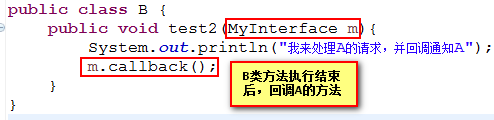 public class B {
public void test2(MyInterface m){
System.out.println("我来处理A的请求，并回调通知A");
m.callback();
B类方法执行结束
后，回调A的方法
}
}